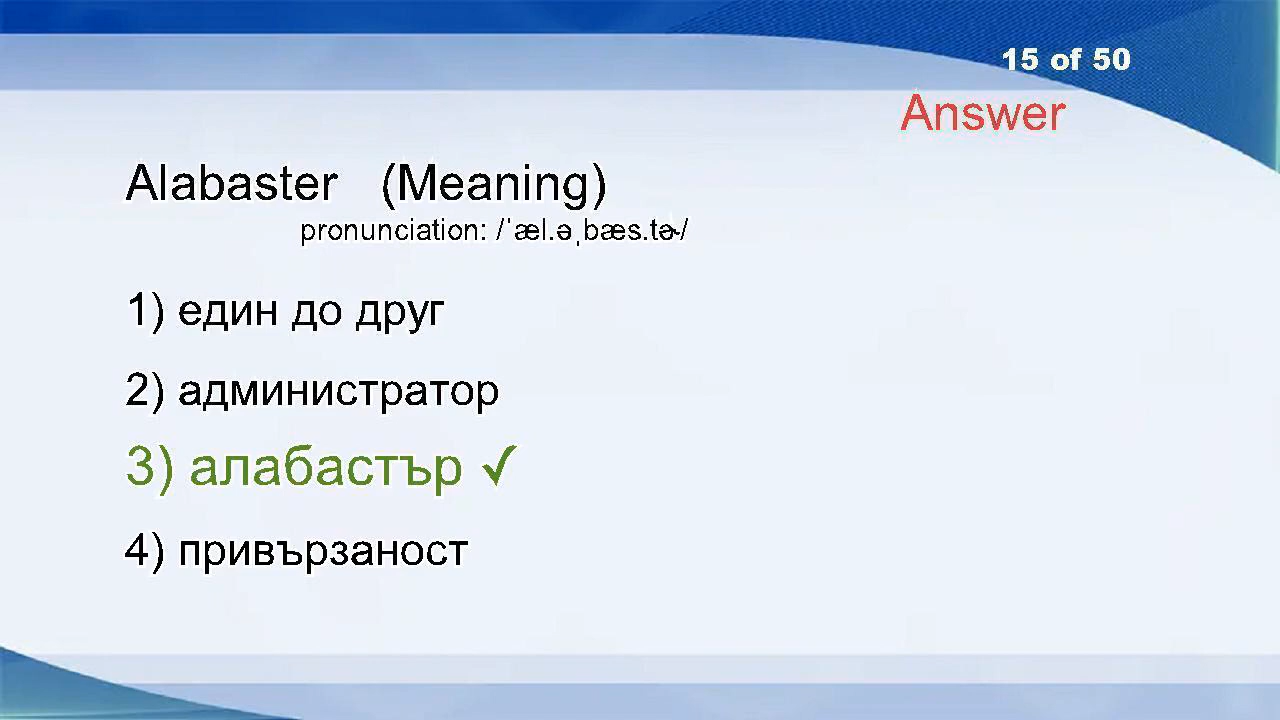 15 of 50
Answer
Alabaster (Meaning)
pronunciation: /ˈæl.əˌbæs.tɚ/
1) един до друг
2) администратор
3) алабастър ✓
4) привързаност